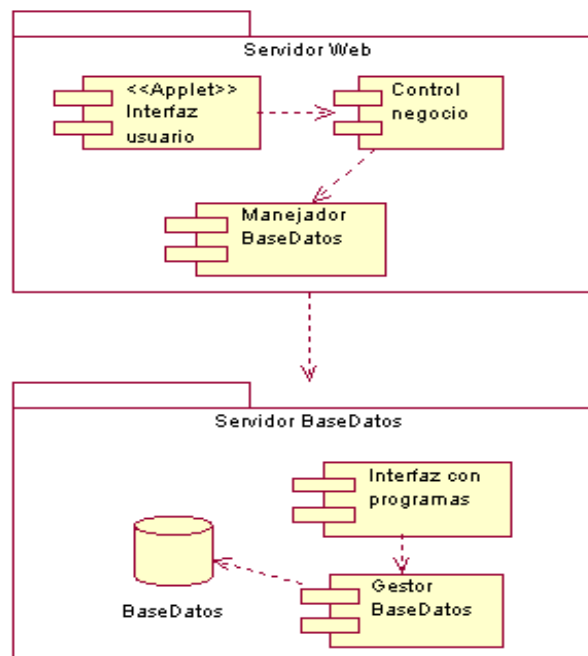 Servidor Web
<<Applet>>
Interfaz
usuario
Control
negocio
Manejador
BaseDatos
Servidor BaseDatos
Interfaz con
programas
Gestor
BaseDatos
BaseDatos